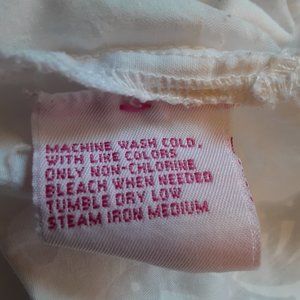 MACHINE WASH COLD,
WITH LIKE COLORS
ONLY NON-CHLORINE
BLEACH WHEN NEEDED
TUMBLE DRY LOW
STEAM IRON MEDIUM